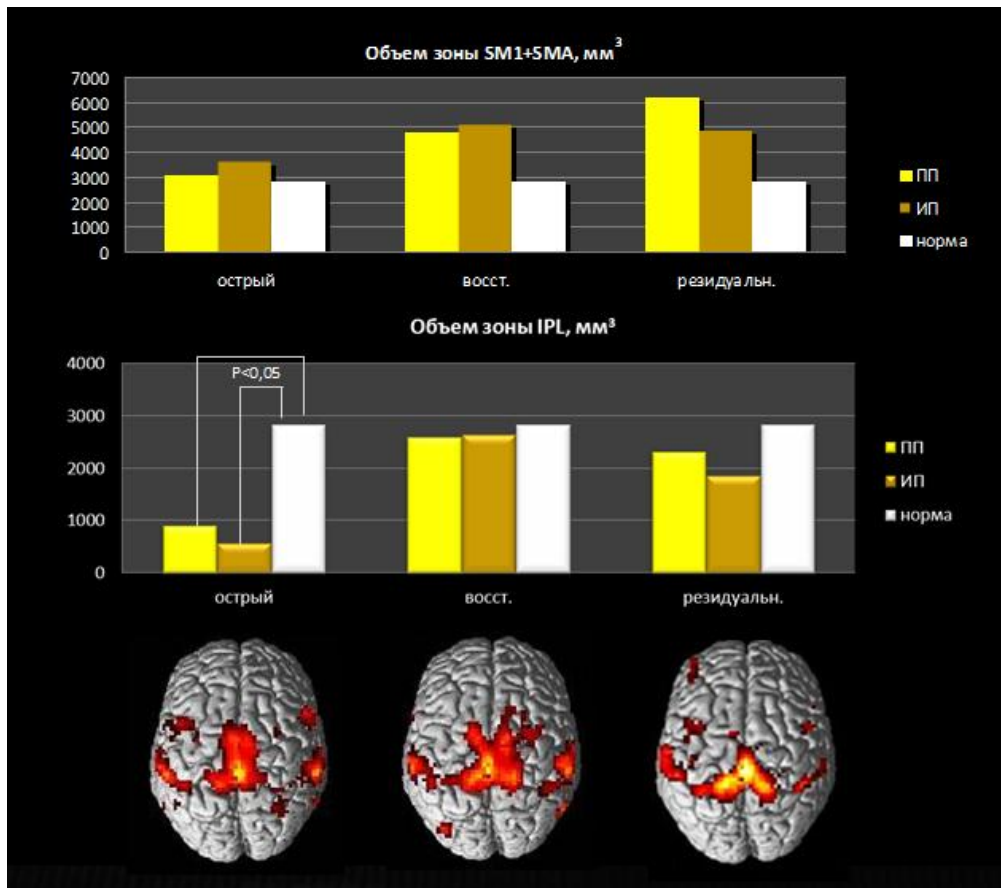 Объем зоны SM1+SMA, мм³
7000
6000
5000
4000
3000
2000
1000
0
острый восст. резидуальн.
ПП
ИП
норма
Объем зоны IPL, мм³
4000
3000
2000
1000
0
P<0,05
острый восст. резидуальн.
ПП
ИП
норма